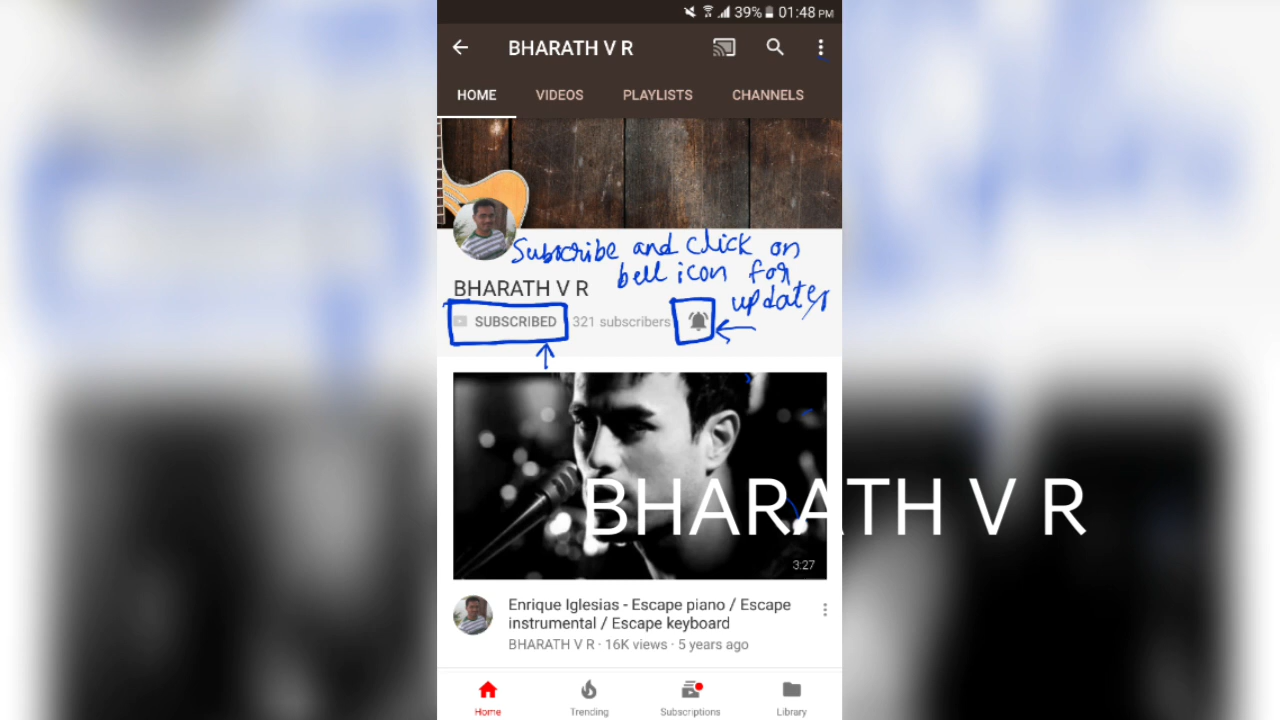 39% 01:48 PM
BHARATH V R
HOME VIDEOS PLAYLISTS CHANNELS
Subscribe and click on
bell icon for
updates
BHARATH V R
SUBSCRIBED 321 subscribers
BHARATH V R
3:27
Enrique Iglesias - Escape piano / Escape
instrumental / Escape keyboard
BHARATH V R · 16K views · 5 years ago
Home Trending Subscriptions Library